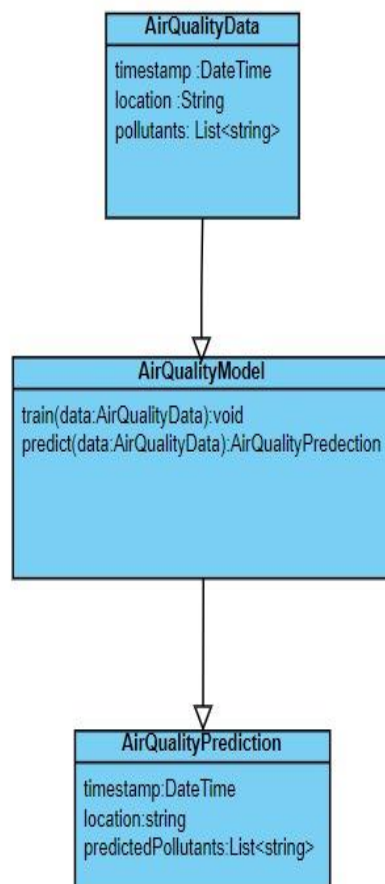 AirQualityData
timestamp :DateTime
location :String
pollutants: List<string>
AirQualityModel
train(data:AirQualityData):void
predict(data:AirQualityData):AirQualityPredection
AirQualityPrediction
timestamp:DateTime
location:string
predictedPollutants:List<string>